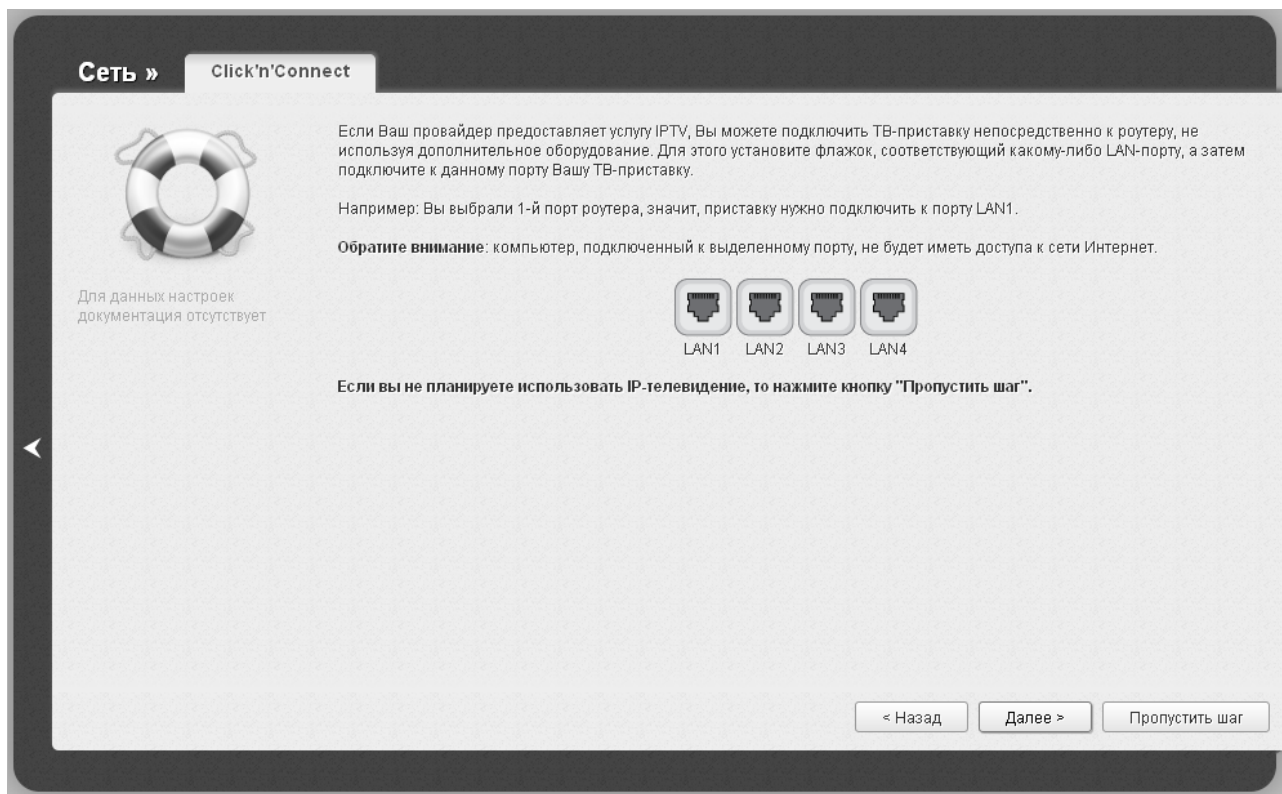 Сеть »
Click'n'Connect
Если Ваш провайдер предоставляет услугу IPTV, Вы можете подключить ТВ-приставку непосредственно к роутеру, не
используя дополнительное оборудование. Для этого установите флажок, соответствующий какому-либо LAN-порту, а затем
подключите к данному порту Вашу ТВ-приставку.
Например: Вы выбрали 1-й порт роутера, значит, приставку нужно подключить к порту LAN1.
Обратите внимание: компьютер, подключенный к выделенному порту, не будет иметь доступа к сети Интернет.
Для данных настроек
документация отсутствует
LAN1 LAN2 LAN3 LAN4
Если вы не планируете использовать IP-телевидение, то нажмите кнопку "Пропустить шаг".
< Назад Далее > Пропустить шаг